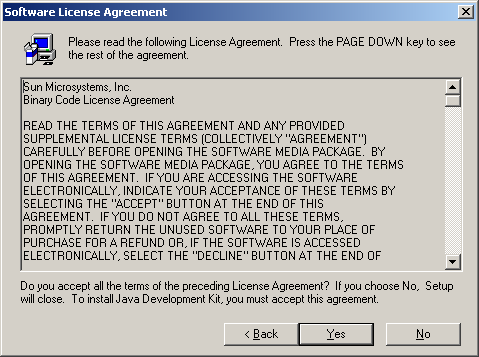 Software License Agreement
Please read the following License Agreement. Press the PAGE DOWN key to see
the rest of the agreement.
Sun Microsystems, Inc.
Binary Code License Agreement
READ THE TERMS OF THIS AGREEMENT AND ANY PROVIDED
SUPPLEMENTAL LICENSE TERMS (COLLECTIVELY "AGREEMENT")
CAREFULLY BEFORE OPENING THE SOFTWARE MEDIA PACKAGE. BY
OPENING THE SOFTWARE MEDIA PACKAGE, YOU AGREE TO THE TERMS
OF THIS AGREEMENT. IF YOU ARE ACCESSING THE SOFTWARE
ELECTRONICALLY, INDICATE YOUR ACCEPTANCE OF THESE TERMS BY
SELECTING THE "ACCEPT" BUTTON AT THE END OF THIS
AGREEMENT. IF YOU DO NOT AGREE TO ALL THESE TERMS,
PROMPTLY RETURN THE UNUSED SOFTWARE TO YOUR PLACE OF
PURCHASE FOR A REFUND OR, IF THE SOFTWARE IS ACCESSED
ELECTRONICALLY, SELECT THE "DECLINE" BUTTON AT THE END OF
Do you accept all the terms of the preceding License Agreement? If you choose No, Setup
will close. To install Java Development Kit, you must accept this agreement.
< Back Yes No